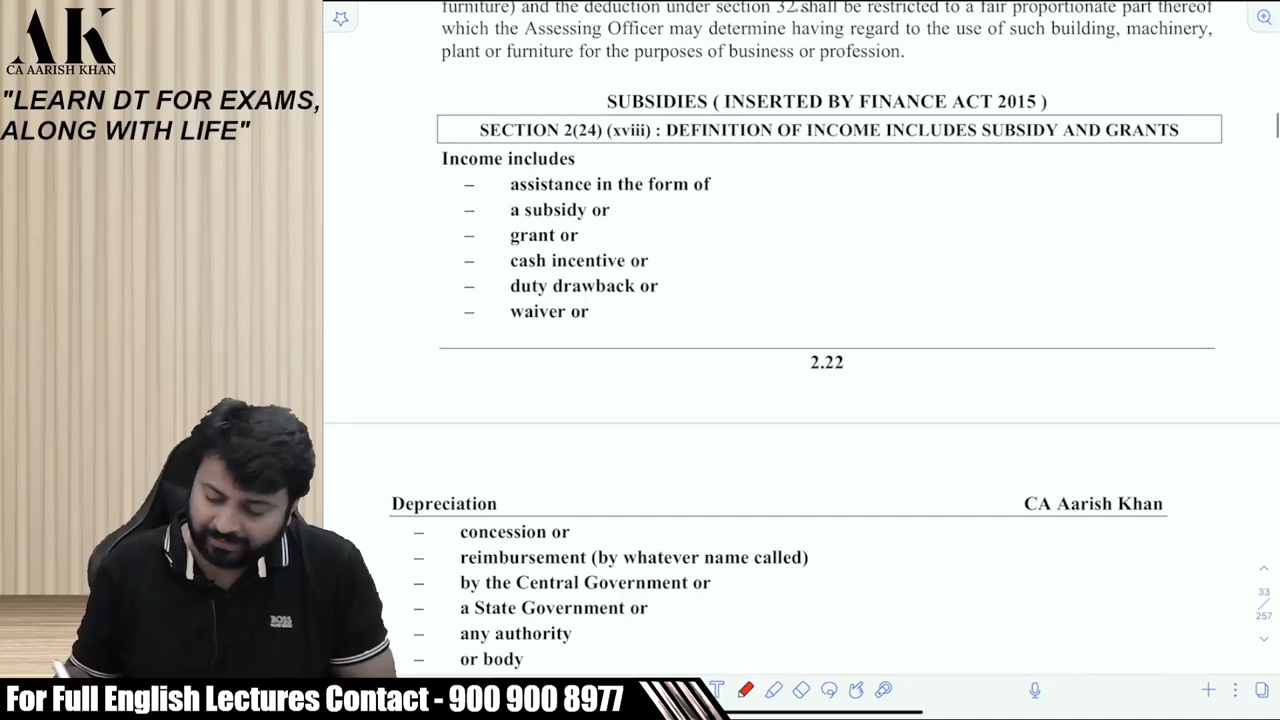 AK
CA AARISH KHAN
"LEARN DT FOR EXAMS,
ALONG WITH LIFE"
furniture) and the deduction under section 32 shall be restricted to a fair proportionate part thereof
which the Assessing Officer may determine having regard to the use of such building, machinery,
plant or furniture for the purposes of business or profession.
SUBSIDIES ( INSERTED BY FINANCE ACT 2015 )
SECTION 2(24) (xviii) : DEFINITION OF INCOME INCLUDES SUBSIDY AND GRANTS
Income includes
– assistance in the form of
– a subsidy or
– grant or
– cash incentive or
– duty drawback or
– waiver or
2.22
Depreciation CA Aarish Khan
– concession or
– reimbursement (by whatever name called)
– by the Central Government or
– a State Government or
– any authority
– or body
33
257
BOSS
For Full English Lectures Contact - 900 900 8977